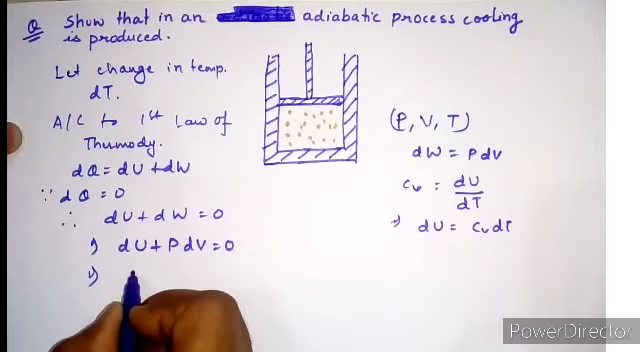 Q Show that in an adiabatic process cooling
is produced.
Let change in temp.
dT.
A/C to 1st Law of
Thermody.
dQ = dU + dW
∵ dQ = 0
∴ dU + dW = 0
⇒ dU + PdV = 0
⇒
(P, V, T)
dW = PdV
Cv = dU/dT
⇒ dU = CvdT
PowerDirector